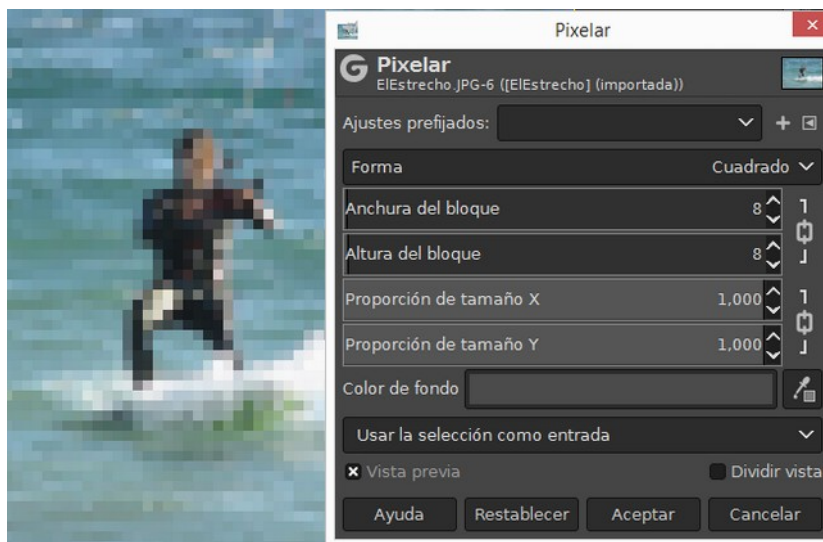 Pixelar
Pixelar
ElEstrecho.JPG-6 ([ElEstrecho] (importada))
Ajustes prefijados:
Forma Cuadrado
Anchura del bloque 8
Altura del bloque 8
Proporción de tamaño X 1,000
Proporción de tamaño Y 1,000
Color de fondo
Usar la selección como entrada
Vista previa Dividir vista
Ayuda Restablecer Aceptar Cancelar